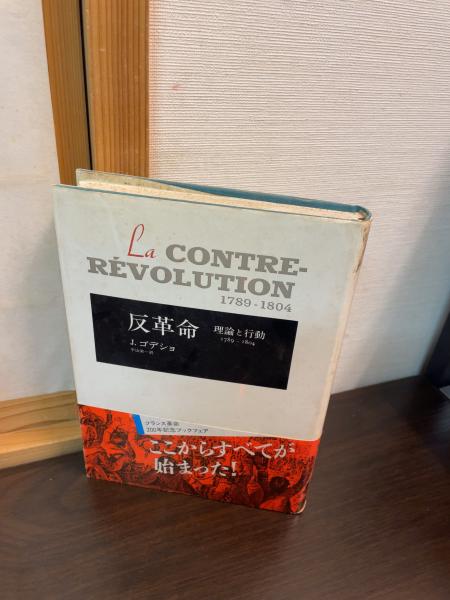 La CONTRE-
RÉVOLUTION
1789-1804
反革命 理論と行動
1789-1804
J.ゴデショ
フランス革命
200年記念ブックフェア
ここからすべてが
始まった!